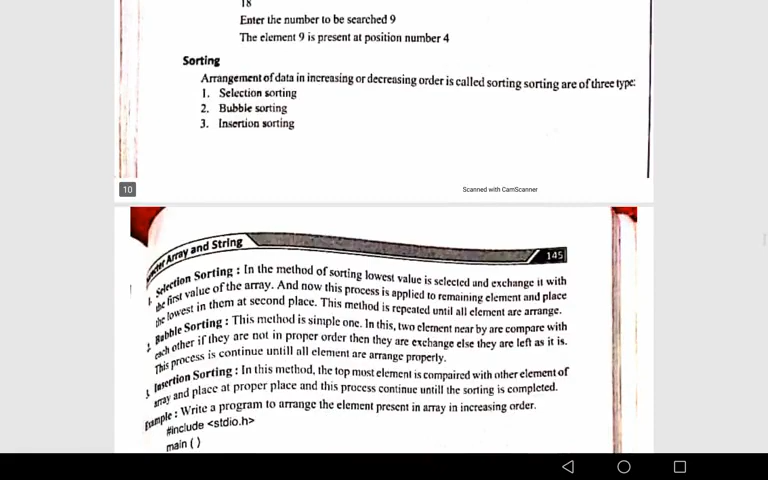 18
Enter the number to be searched 9
The element 9 is present at position number 4
Sorting
Arrangement of data in increasing or decreasing order is called sorting sorting are of three type:
1. Selection sorting
2. Bubble sorting
3. Insertion sorting
10
Scanned with CamScanner
Array and String
145
1. Selection Sorting : In the method of sorting lowest value is selected and exchange it with
the first value of the array. And now this process is applied to remaining element and place
the lowest in them at second place. This method is repeated until all element are arrange.
2. Bubble Sorting : This method is simple one. In this, two element near by are compare with
each other if they are not in proper order then they are exchange else they are left as it is.
This process is continue untill all element are arrange properly.
3. Insertion Sorting : In this method, the top most element is compaired with other element of
array and place at proper place and this process continue untill the sorting is completed.
Example : Write a program to arrange the element present in array in increasing order.
#include <stdio.h>
main ( )